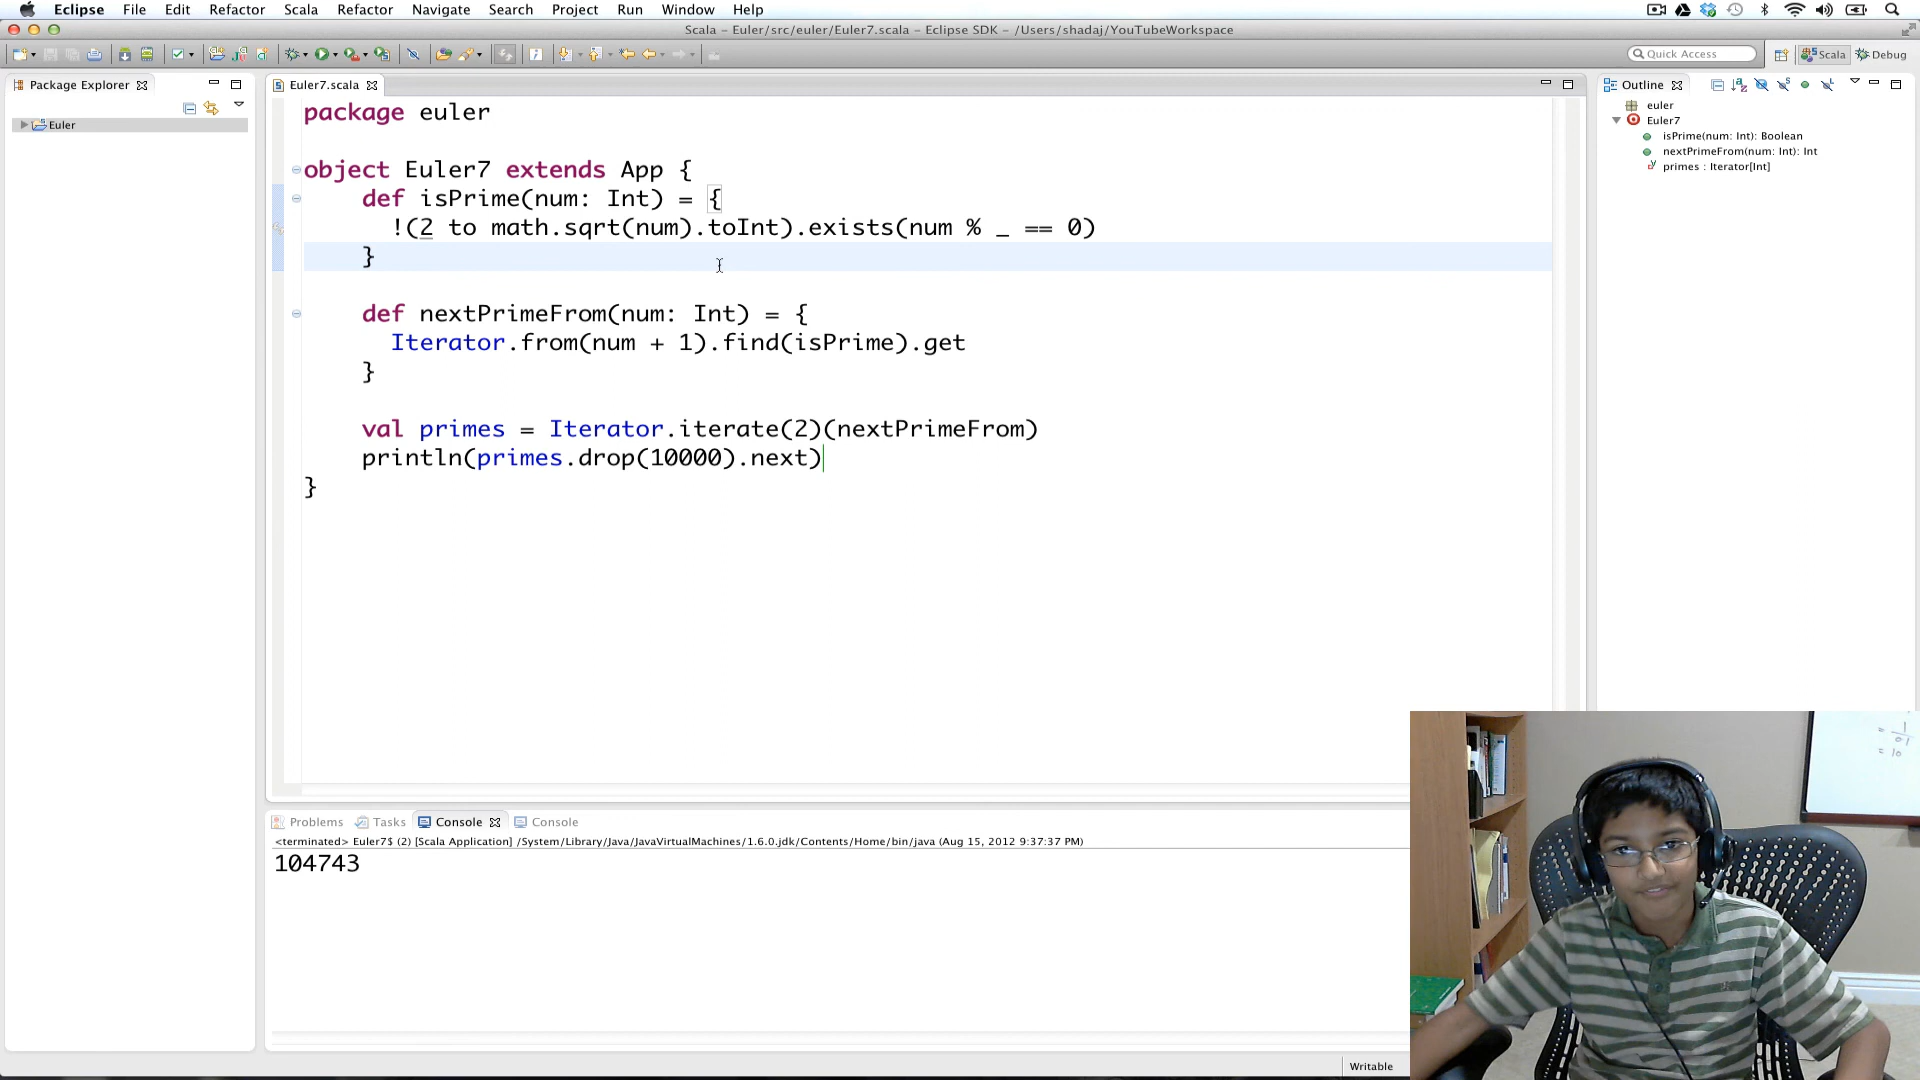 Eclipse File Edit Refactor Scala Refactor Navigate Search Project Run Window Help
Scala – Euler/src/euler/Euler7.scala – Eclipse SDK – /Users/shadaj/YouTubeWorkspace
Quick Access
Scala
Debug
Package Explorer
Euler
Euler7.scala
package euler
object Euler7 extends App {
def isPrime(num: Int) = {
!(2 to math.sqrt(num).toInt).exists(num % _ == 0)
}
def nextPrimeFrom(num: Int) = {
Iterator.from(num + 1).find(isPrime).get
}
val primes = Iterator.iterate(2)(nextPrimeFrom)
println(primes.drop(10000).next)
}
Outline
euler
Euler7
isPrime(num: Int): Boolean
nextPrimeFrom(num: Int): Int
primes : Iterator[Int]
Problems Tasks Console Console
<terminated> Euler7$ (2) [Scala Application] /System/Library/Java/JavaVirtualMachines/1.6.0.jdk/Contents/Home/bin/java (Aug 15, 2012 9:37:37 PM)
104743
Writable
= 10